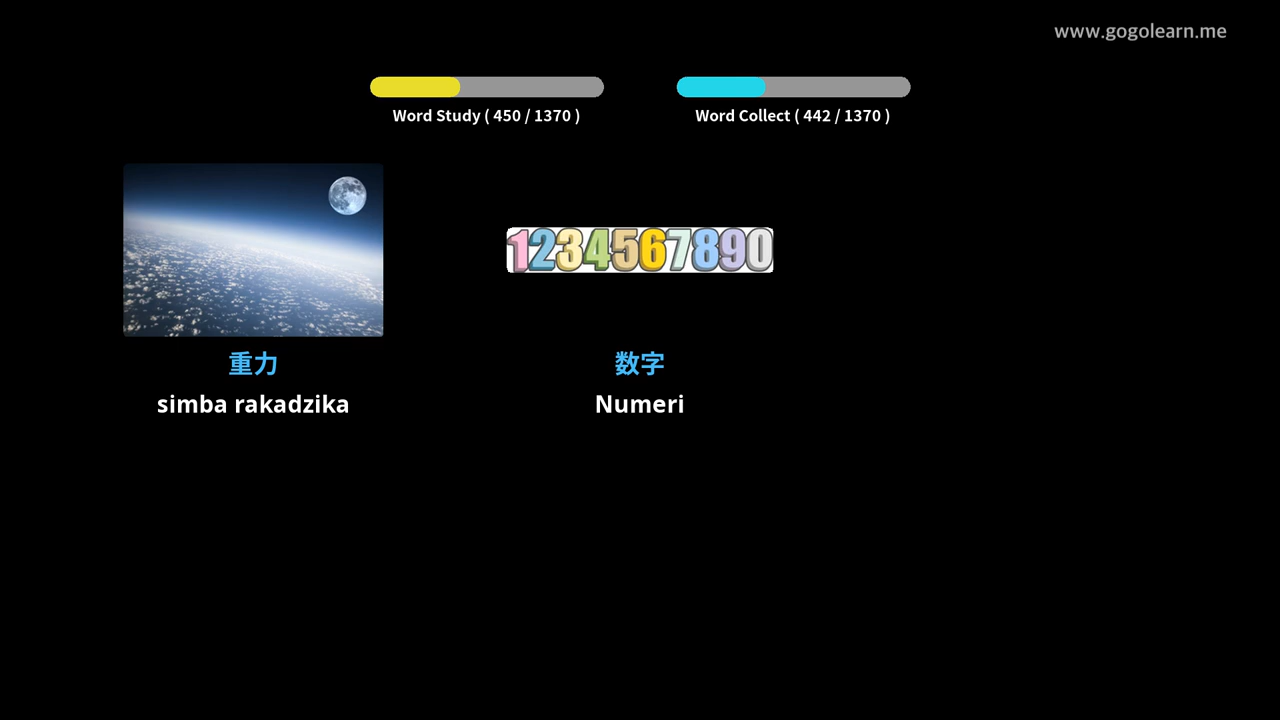 www.gogolearn.me
Word Study ( 450 / 1370 )
Word Collect ( 442 / 1370 )
1234567890
重力
数字
simba rakadzika
Numeri